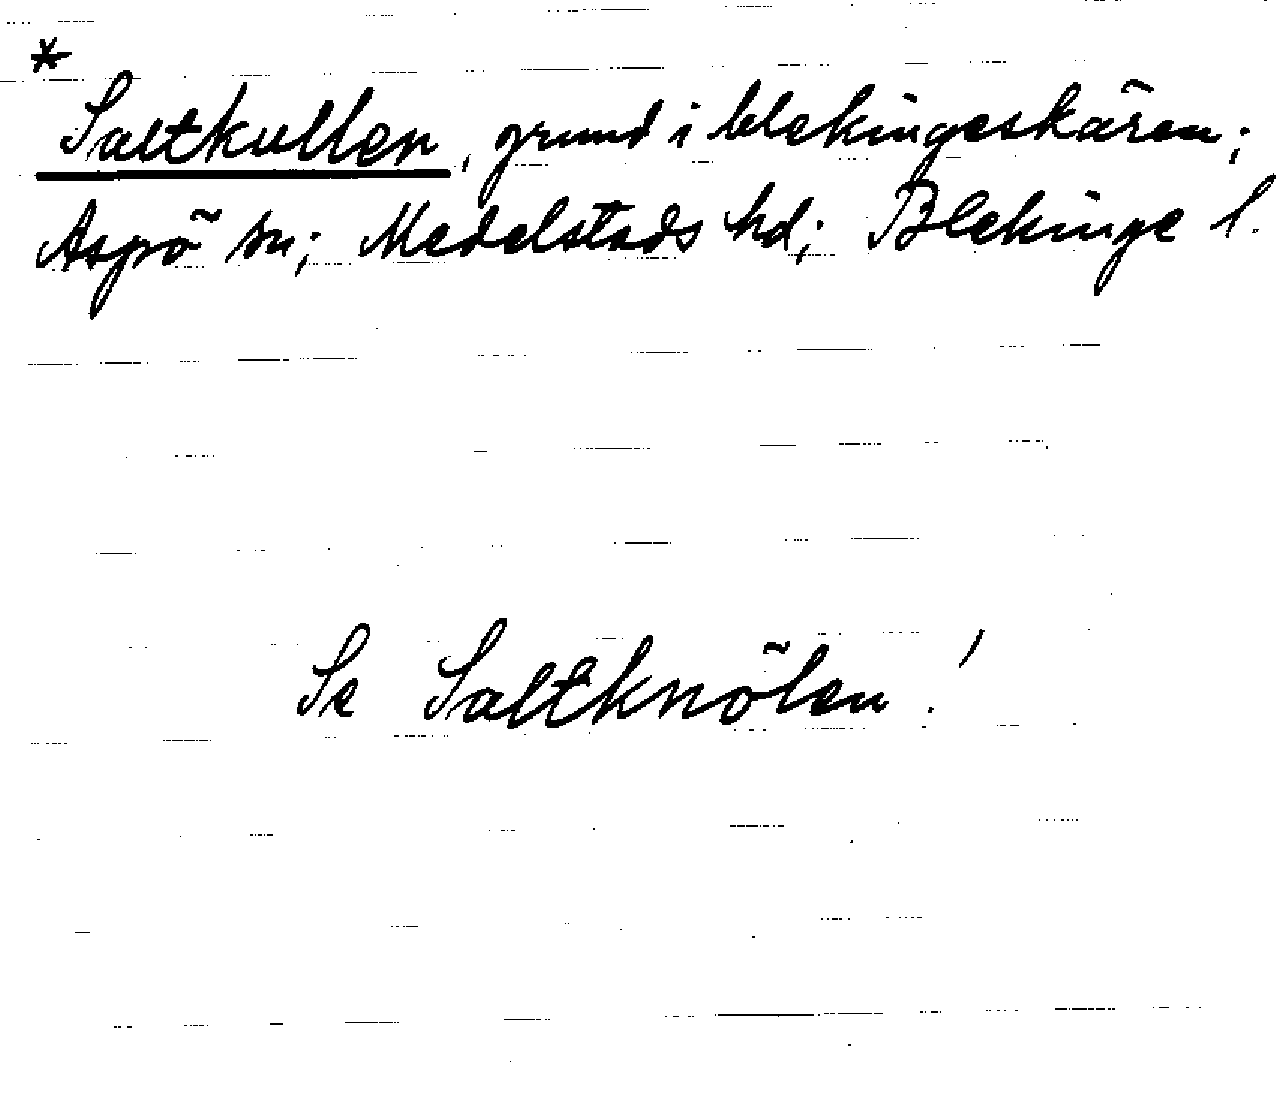 *
Saltkullen, grund i blekingeskären;
Aspö sn; Medelstads hd; Blekinge l.
Se Saltknölen!